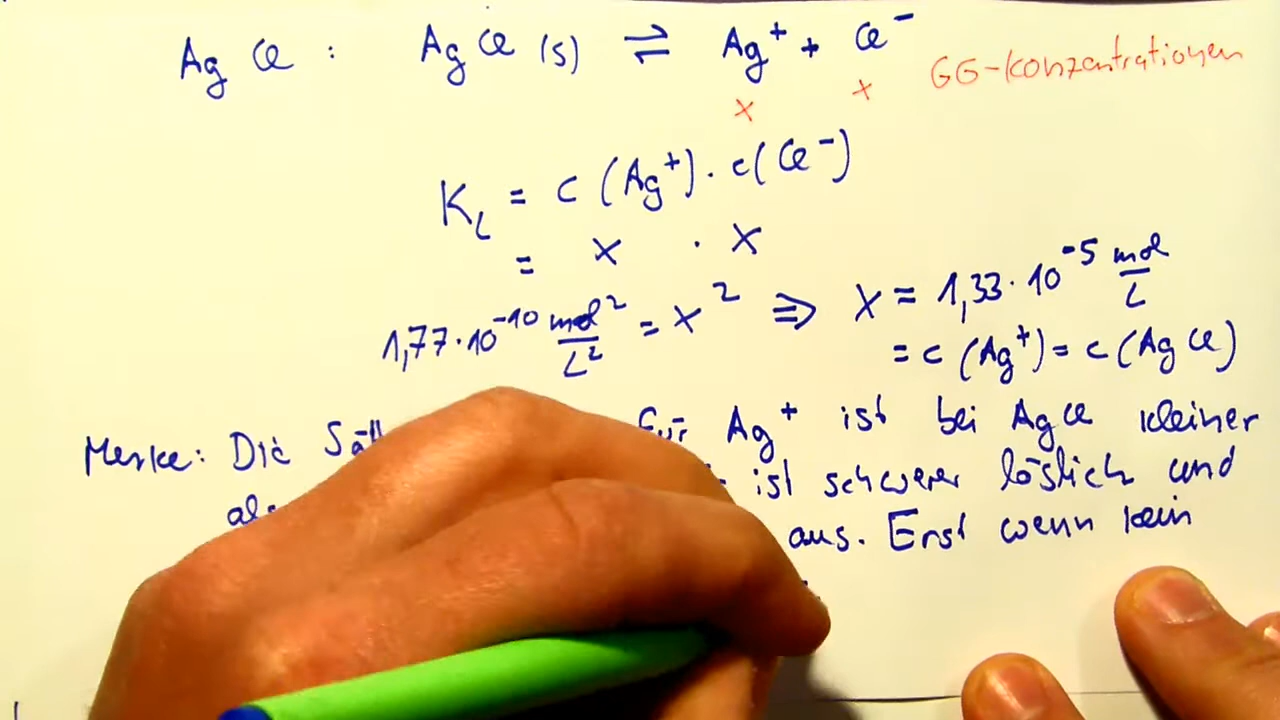 AgCl : AgCl (s) ⇌ Ag⁺ + Cl⁻ GG-Konzentrationen
x x
K_L = c (Ag⁺) · c(Cl⁻)
= x · x
1,77·10⁻¹⁰ mol²/L² = x² ⇒ x = 1,33·10⁻⁵ mol/L
= c (Ag⁺) = c (AgCl)
Merke: Die für Ag⁺ ist bei AgCl kleiner
ist schwerer löslich und
aus. Erst wenn kein